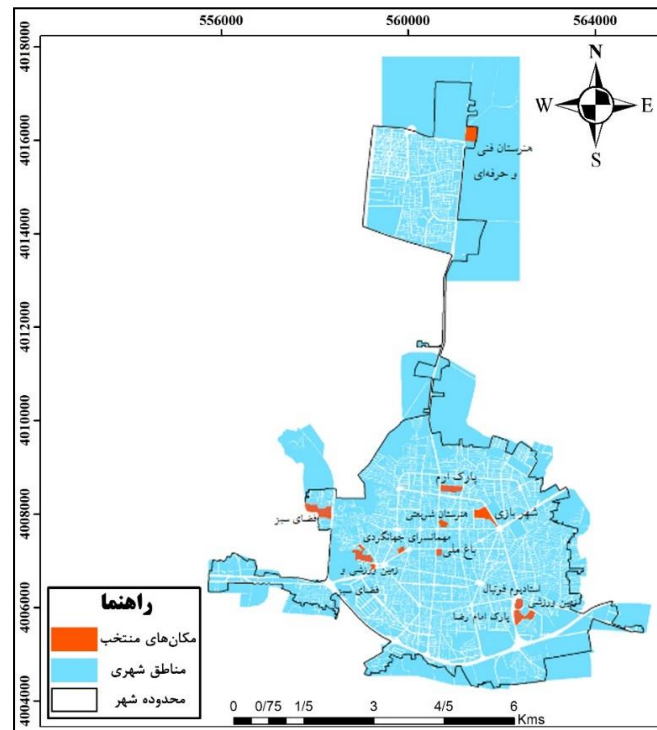 556000 560000 564000
4018000
4016000
4014000
4012000
4010000
4008000
4006000
4004000
N
W E
S
هنرستان فنی
و حرفه‌ای
پارک ارم
شهر بازی
هنرستان شریعتی
فضای سبز
مهمانسرای جهانگردی
باغ ملی
زمین ورزشی و
فضای سبز
استادیوم فوتبال
زمین ورزشی
پارک امام رضا
راهنما
مکان‌های منتخب
مناطق شهری
محدوده شهر
0 0/75 1/5 3 4/5 6
Kms